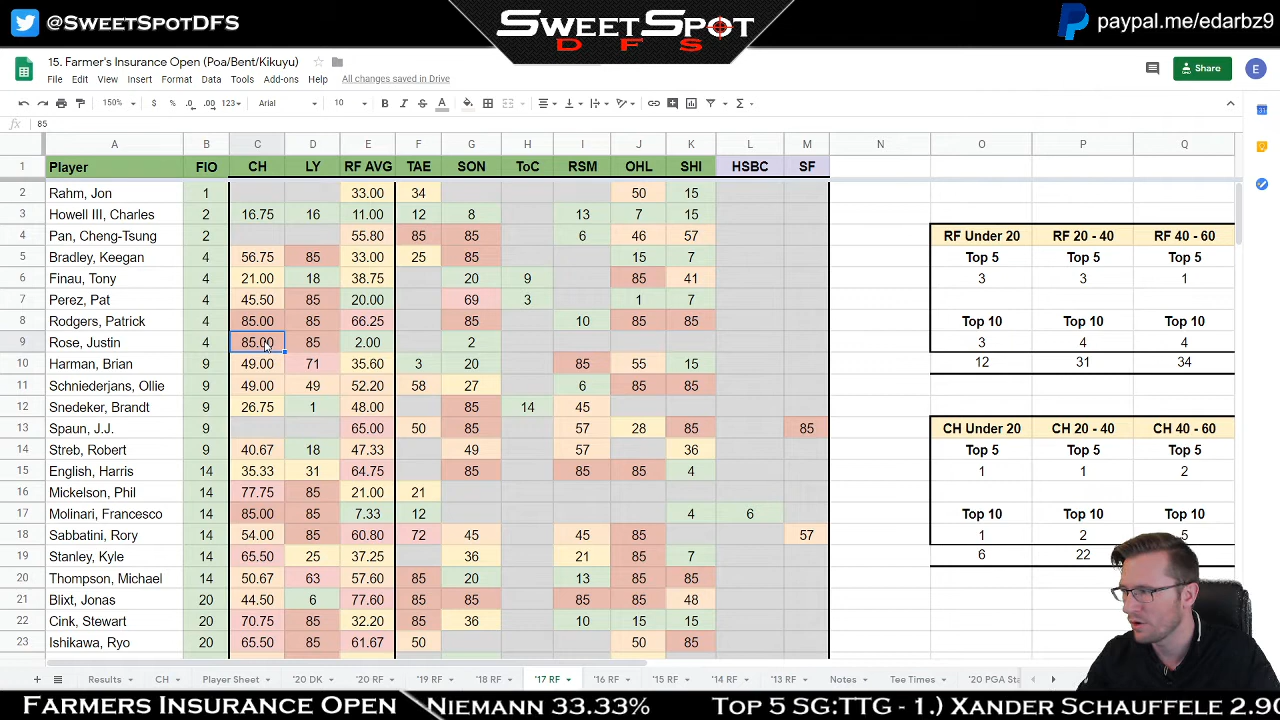 @SWEETSPOTDFS
SWEETSPOT
DFS
paypal.me/edarbz9
15. Farmer's Insurance Open (Poa/Bent/Kikuyu)
File Edit View Insert Format Data Tools Add-ons Help All changes saved in Drive
Share
E
150% $ % .0 .00 123 Arial 10 B I S A
fx 85
A B C D E F G H I J K L M N O P Q
1 Player FIO CH LY RF AVG TAE SON ToC RSM OHL SHI HSBC SF
2 Rahm, Jon 1 33.00 34 50 15
3 Howell III, Charles 2 16.75 16 11.00 12 8 13 7 15
4 Pan, Cheng-Tsung 2 55.80 85 85 6 46 57
5 Bradley, Keegan 4 56.75 85 33.00 25 85 15 7
6 Finau, Tony 4 21.00 18 38.75 20 9 85 41
7 Perez, Pat 4 45.50 85 20.00 69 3 1 7
8 Rodgers, Patrick 4 85.00 85 66.25 85 10 85 85
9 Rose, Justin 4 85.00 85 2.00 2
10 Harman, Brian 9 49.00 71 35.60 3 20 85 55 15
11 Schniederjans, Ollie 9 49.00 49 52.20 58 27 6 85 85
12 Snedeker, Brandt 9 26.75 1 48.00 85 14 45
13 Spaun, J.J. 9 65.00 50 85 57 28 85 85
14 Streb, Robert 9 40.67 18 47.33 49 57 36
15 English, Harris 14 35.33 31 64.75 85 85 85 4
16 Mickelson, Phil 14 77.75 85 21.00 21
17 Molinari, Francesco 14 85.00 85 7.33 12 4 6
18 Sabbatini, Rory 14 54.00 85 60.80 72 45 45 85 57
19 Stanley, Kyle 14 65.50 25 37.25 36 21 85 7
20 Thompson, Michael 14 50.67 63 57.60 85 20 13 85 85
21 Blixt, Jonas 20 44.50 6 77.60 85 85 85 85 48
22 Cink, Stewart 20 70.75 85 32.20 85 36 10 15 15
23 Ishikawa, Ryo 20 65.50 85 61.67 50 50 85
RF Under 20 RF 20 - 40 RF 40 - 60
Top 5 Top 5 Top 5
3 3 1
Top 10 Top 10 Top 10
3 4 4
12 31 34
CH Under 20 CH 20 - 40 CH 40 - 60
Top 5 Top 5 Top 5
1 1 2
Top 10 Top 10 Top 10
1 2 5
6 22
Results CH Player Sheet '20 DK '20 RF '19 RF '18 RF '17 RF '16 RF '15 RF '14 RF '13 RF Notes Tee Times '20 PGA Sta
FARMERS INSURANCE OPEN NIEMANN 33.33% TOP 5 SG:TTG - 1.) XANDER SCHAUFFELE 2.90